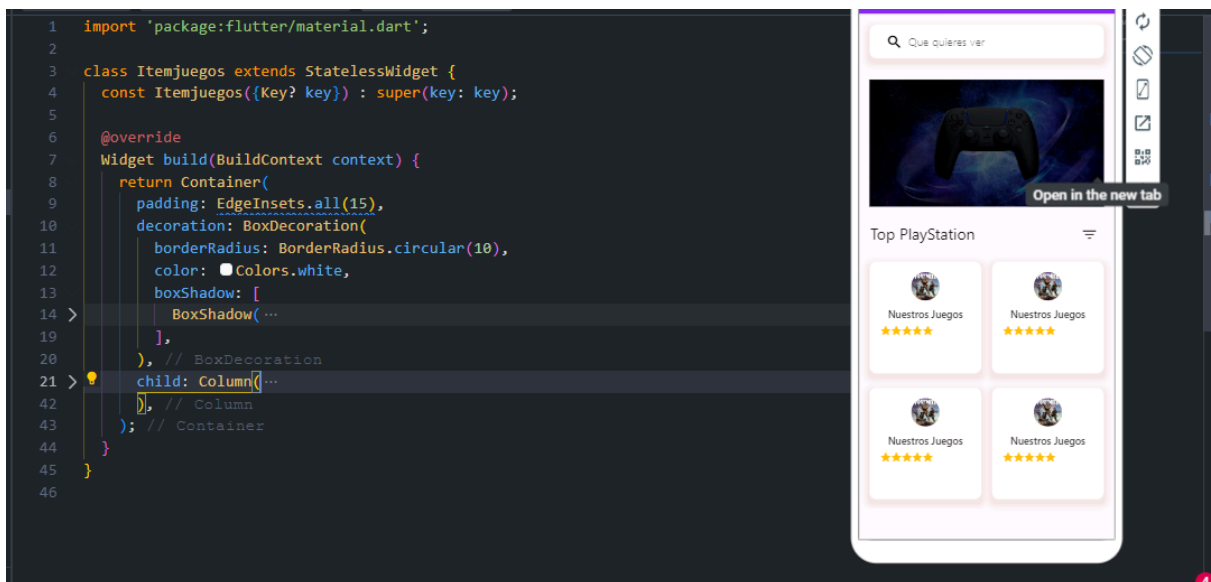 1 import 'package:flutter/material.dart';
2
3 class Itemjuegos extends StatelessWidget {
4 const Itemjuegos({Key? key}) : super(key: key);
5
6 @override
7 Widget build(BuildContext context) {
8 return Container(
9 padding: EdgeInsets.all(15),
10 decoration: BoxDecoration(
11 borderRadius: BorderRadius.circular(10),
12 color: Colors.white,
13 boxShadow: [
14 BoxShadow( ···
19 ],
20 ), // BoxDecoration
21 child: Column( ···
42 ), // Column
43 ); // Container
44 }
45 }
46
Que quieres ver
Open in the new tab
Top PlayStation
Nuestros Juegos
Nuestros Juegos
Nuestros Juegos
Nuestros Juegos